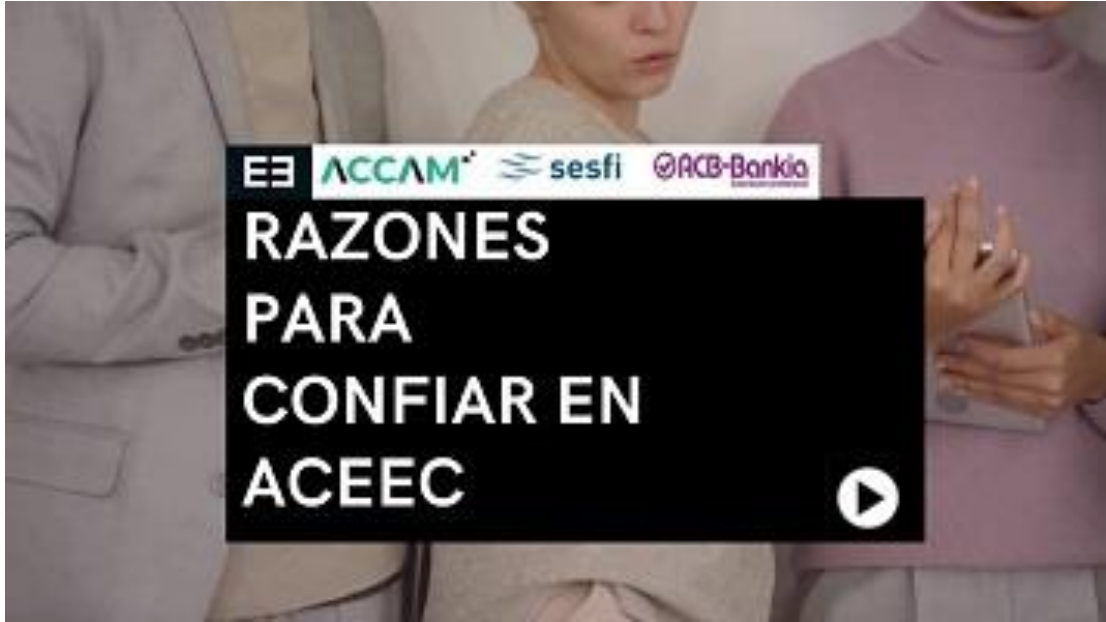 ACCAM
sesfi
ACB-Bankia
RAZONES
PARA
CONFIAR EN
ACEEC